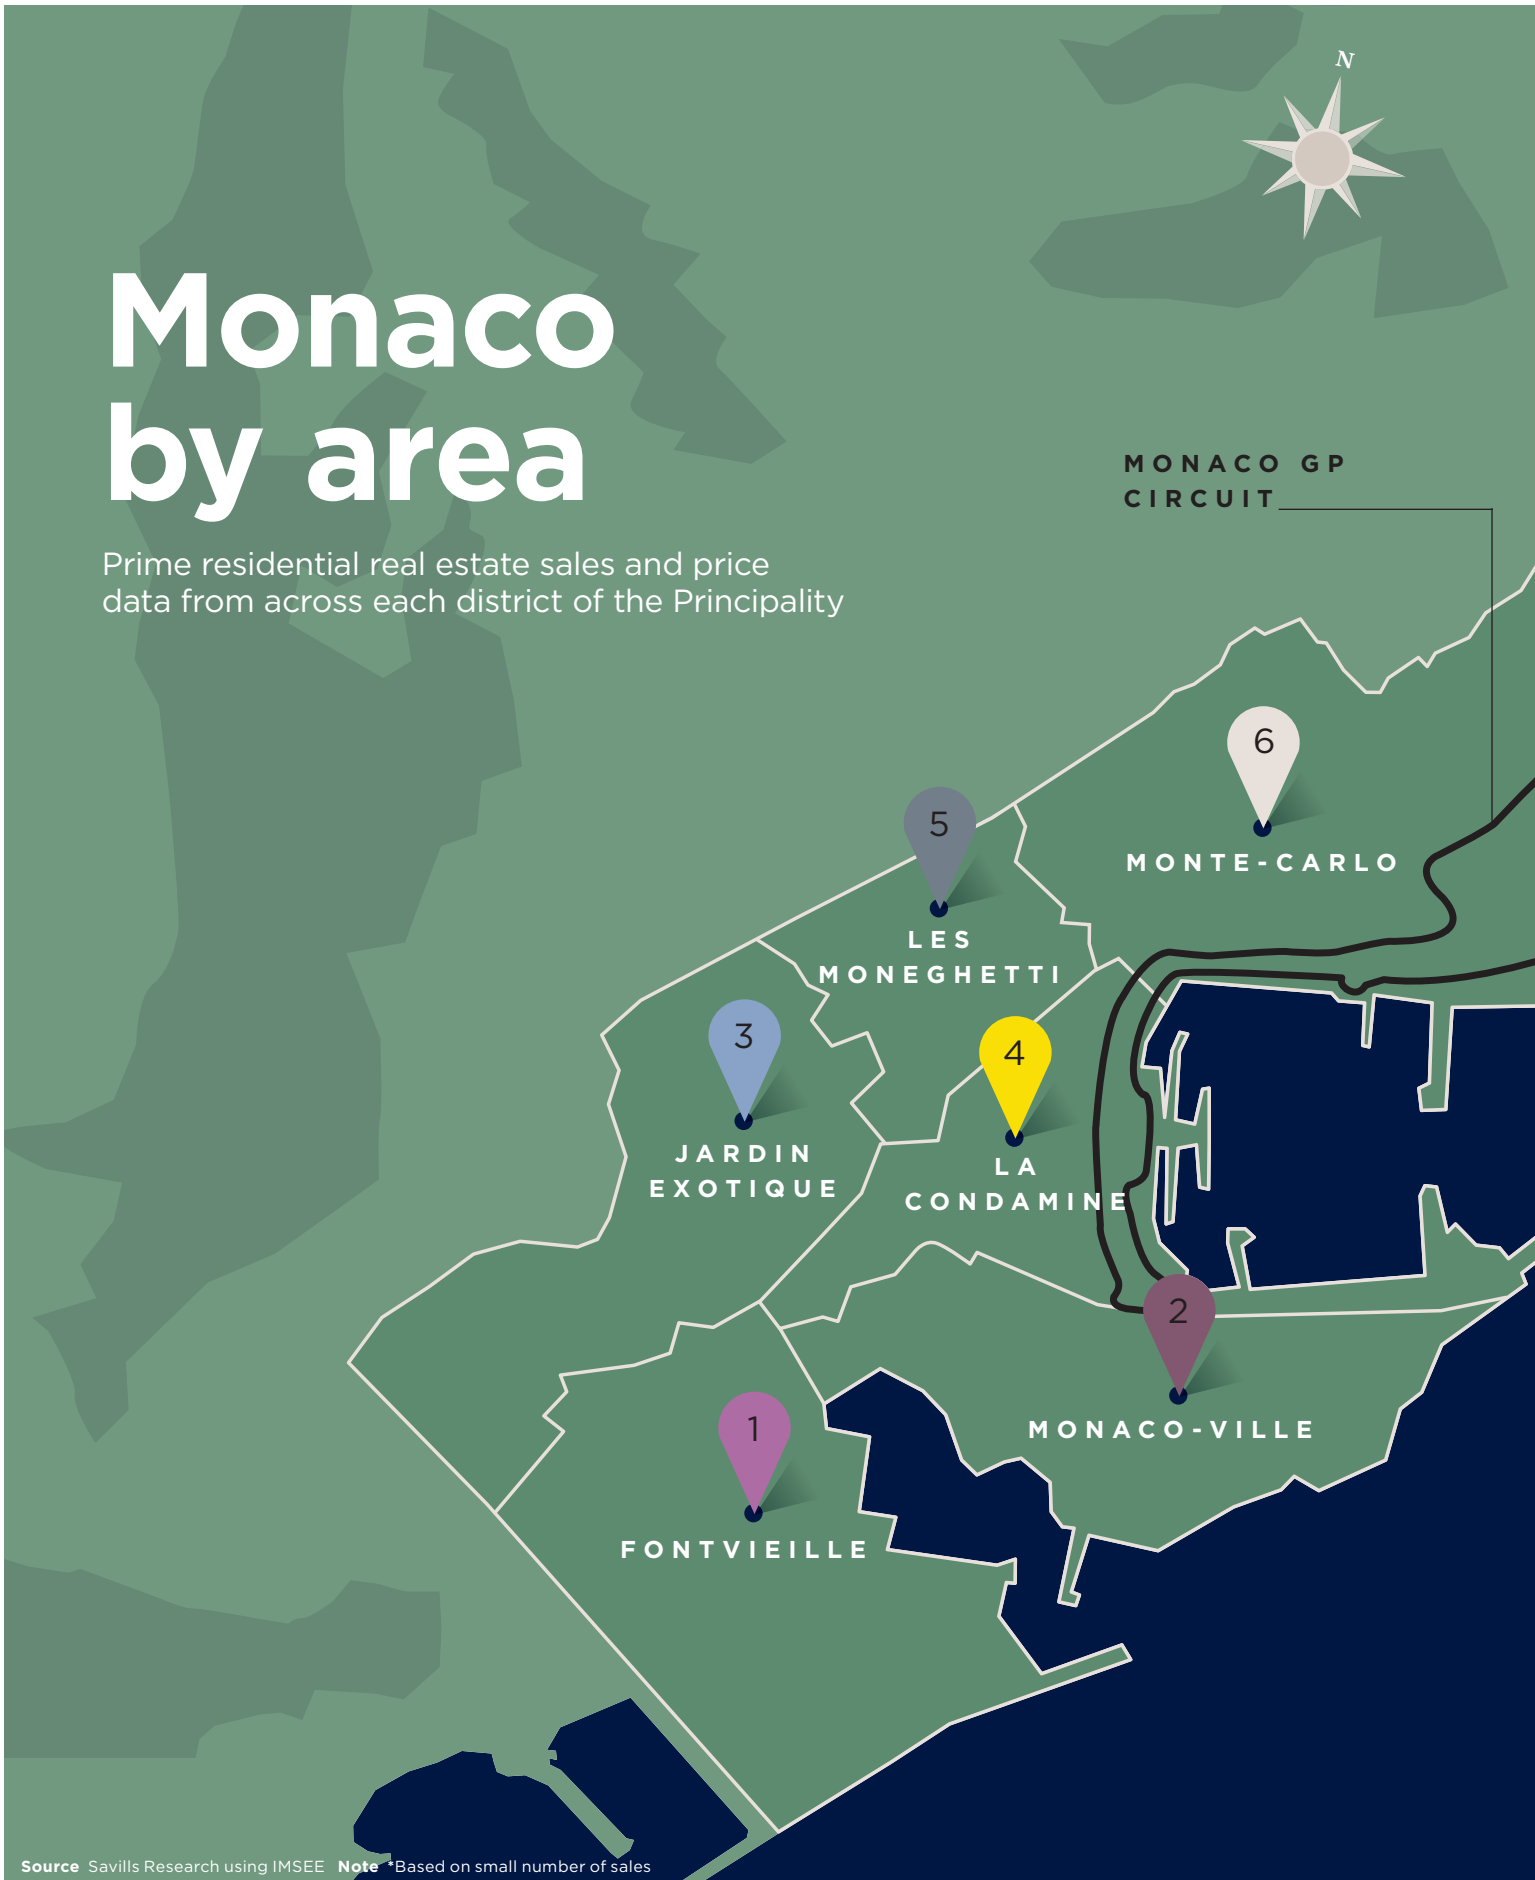 N
Monaco
by area
Prime residential real estate sales and price
data from across each district of the Principality
MONACO GP
CIRCUIT
6
MONTE-CARLO
5
LES
MONEGHETTI
3
JARDIN
EXOTIQUE
4
LA
CONDAMINE
2
MONACO-VILLE
1
FONTVIEILLE
Source Savills Research using IMSEE Note *Based on small number of sales